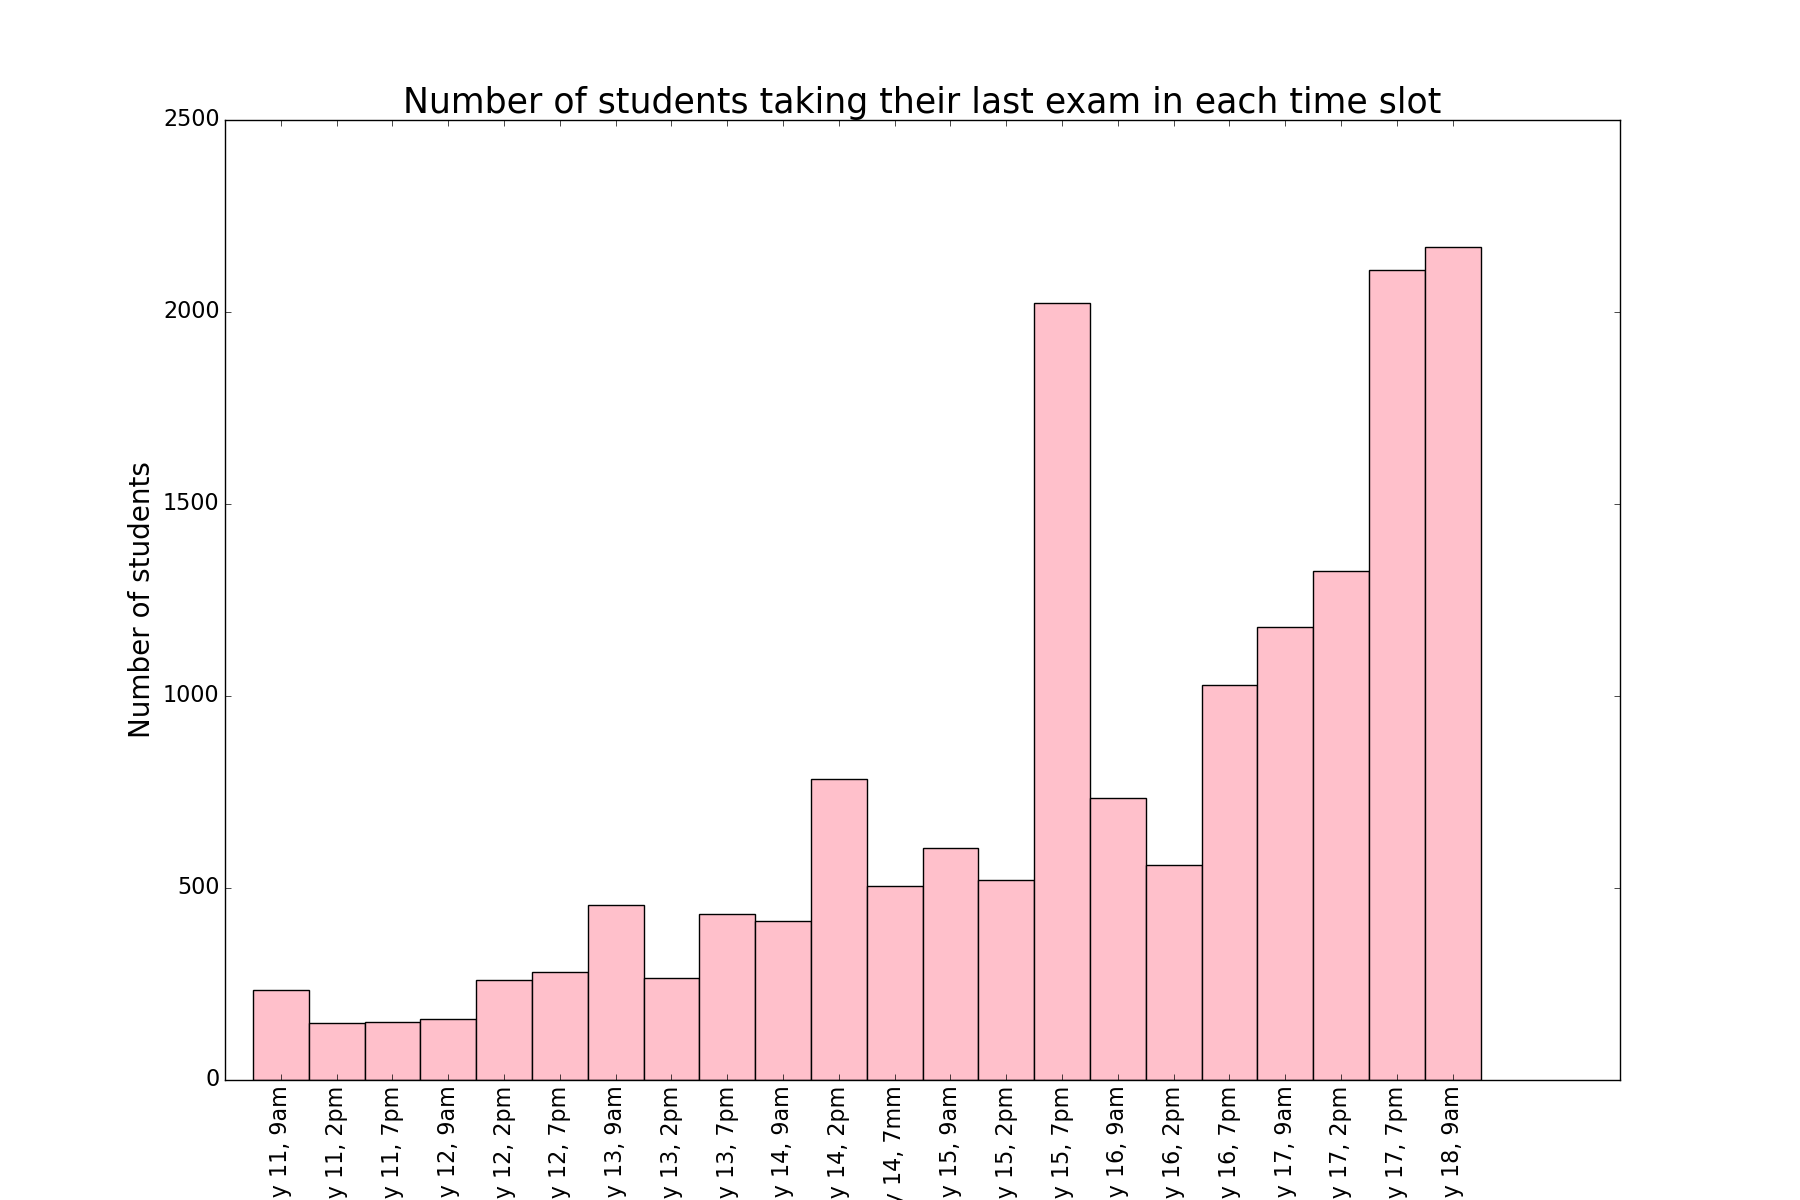 Number of students taking their last exam in each time slot
Number of students
2500
2000
1500
1000
500
0
y 11, 9am
y 11, 2pm
y 11, 7pm
y 12, 9am
y 12, 2pm
y 12, 7pm
y 13, 9am
y 13, 2pm
y 13, 7pm
y 14, 9am
y 14, 2pm
y 14, 7mm
y 15, 9am
y 15, 2pm
y 15, 7pm
y 16, 9am
y 16, 2pm
y 16, 7pm
y 17, 9am
y 17, 2pm
y 17, 7pm
y 18, 9am